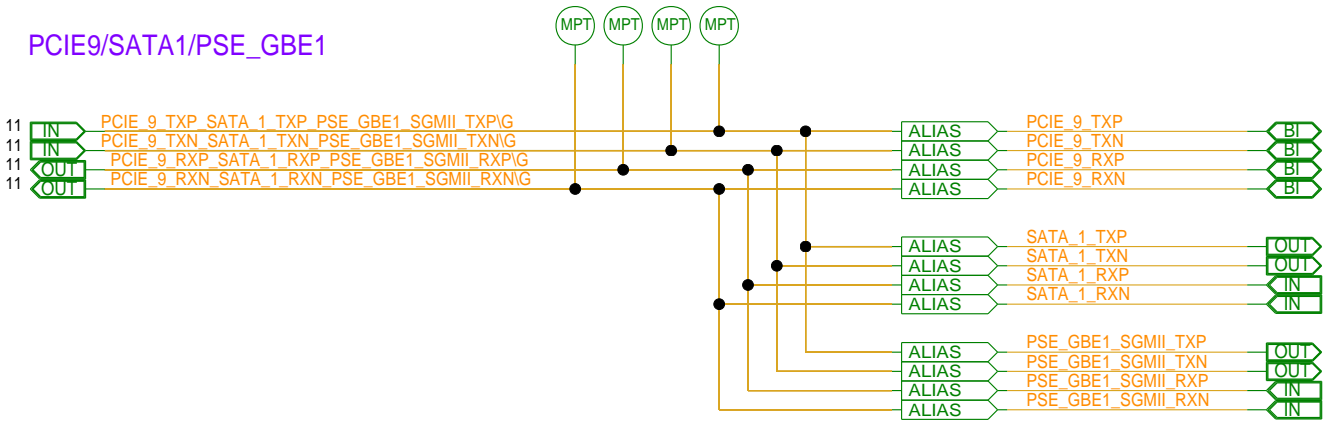 MPT MPT MPT MPT
PCIE9/SATA1/PSE_GBE1
11 IN PCIE_9_TXP_SATA_1_TXP_PSE_GBE1_SGMII_TXP\G ALIAS PCIE_9_TXP BI
11 IN PCIE_9_TXN_SATA_1_TXN_PSE_GBE1_SGMII_TXN\G ALIAS PCIE_9_TXN BI
11 OUT PCIE_9_RXP_SATA_1_RXP_PSE_GBE1_SGMII_RXP\G ALIAS PCIE_9_RXP BI
11 OUT PCIE_9_RXN_SATA_1_RXN_PSE_GBE1_SGMII_RXN\G ALIAS PCIE_9_RXN BI
ALIAS SATA_1_TXP OUT
ALIAS SATA_1_TXN OUT
ALIAS SATA_1_RXP IN
ALIAS SATA_1_RXN IN
ALIAS PSE_GBE1_SGMII_TXP OUT
ALIAS PSE_GBE1_SGMII_TXN OUT
ALIAS PSE_GBE1_SGMII_RXP IN
ALIAS PSE_GBE1_SGMII_RXN IN